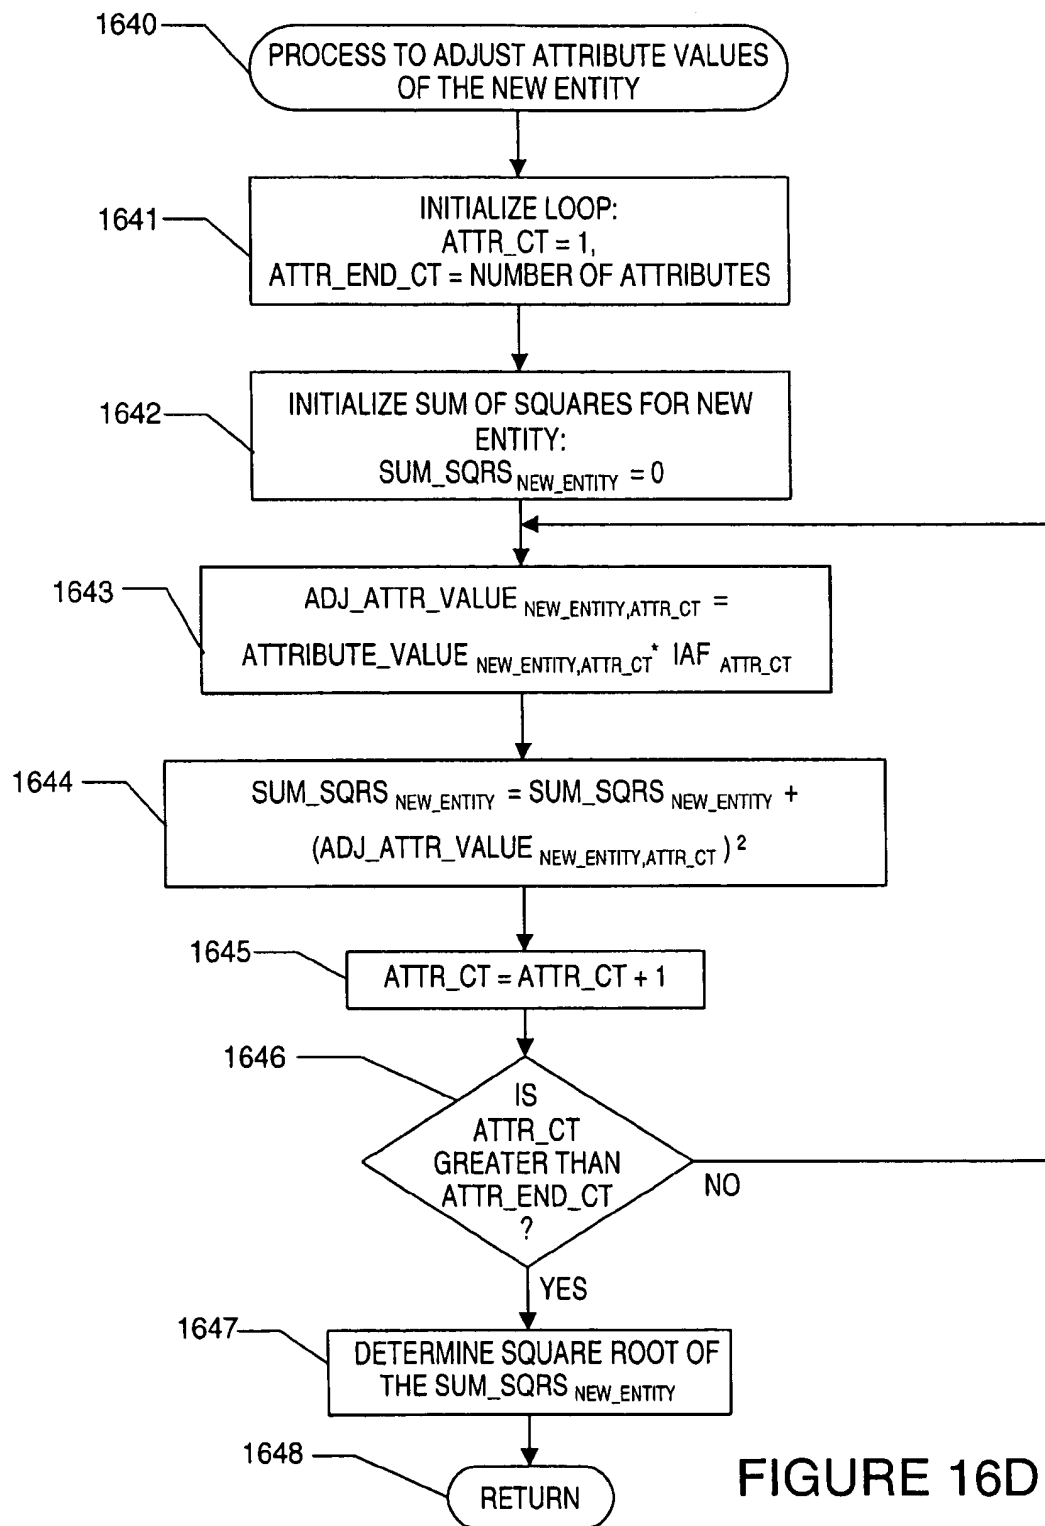 1640
PROCESS TO ADJUST ATTRIBUTE VALUES
OF THE NEW ENTITY
1641
INITIALIZE LOOP:
ATTR_CT = 1,
ATTR_END_CT = NUMBER OF ATTRIBUTES
1642
INITIALIZE SUM OF SQUARES FOR NEW
ENTITY:
SUM_SQRS NEW_ENTITY = 0
1643
ADJ_ATTR_VALUE NEW_ENTITY,ATTR_CT =
ATTRIBUTE_VALUE NEW_ENTITY,ATTR_CT * IAF ATTR_CT
1644
SUM_SQRS NEW_ENTITY = SUM_SQRS NEW_ENTITY +
(ADJ_ATTR_VALUE NEW_ENTITY,ATTR_CT ) 2
1645
ATTR_CT = ATTR_CT + 1
1646
IS
ATTR_CT
GREATER THAN
ATTR_END_CT
?
NO
YES
1647
DETERMINE SQUARE ROOT OF
THE SUM_SQRS NEW_ENTITY
1648
RETURN
FIGURE 16D